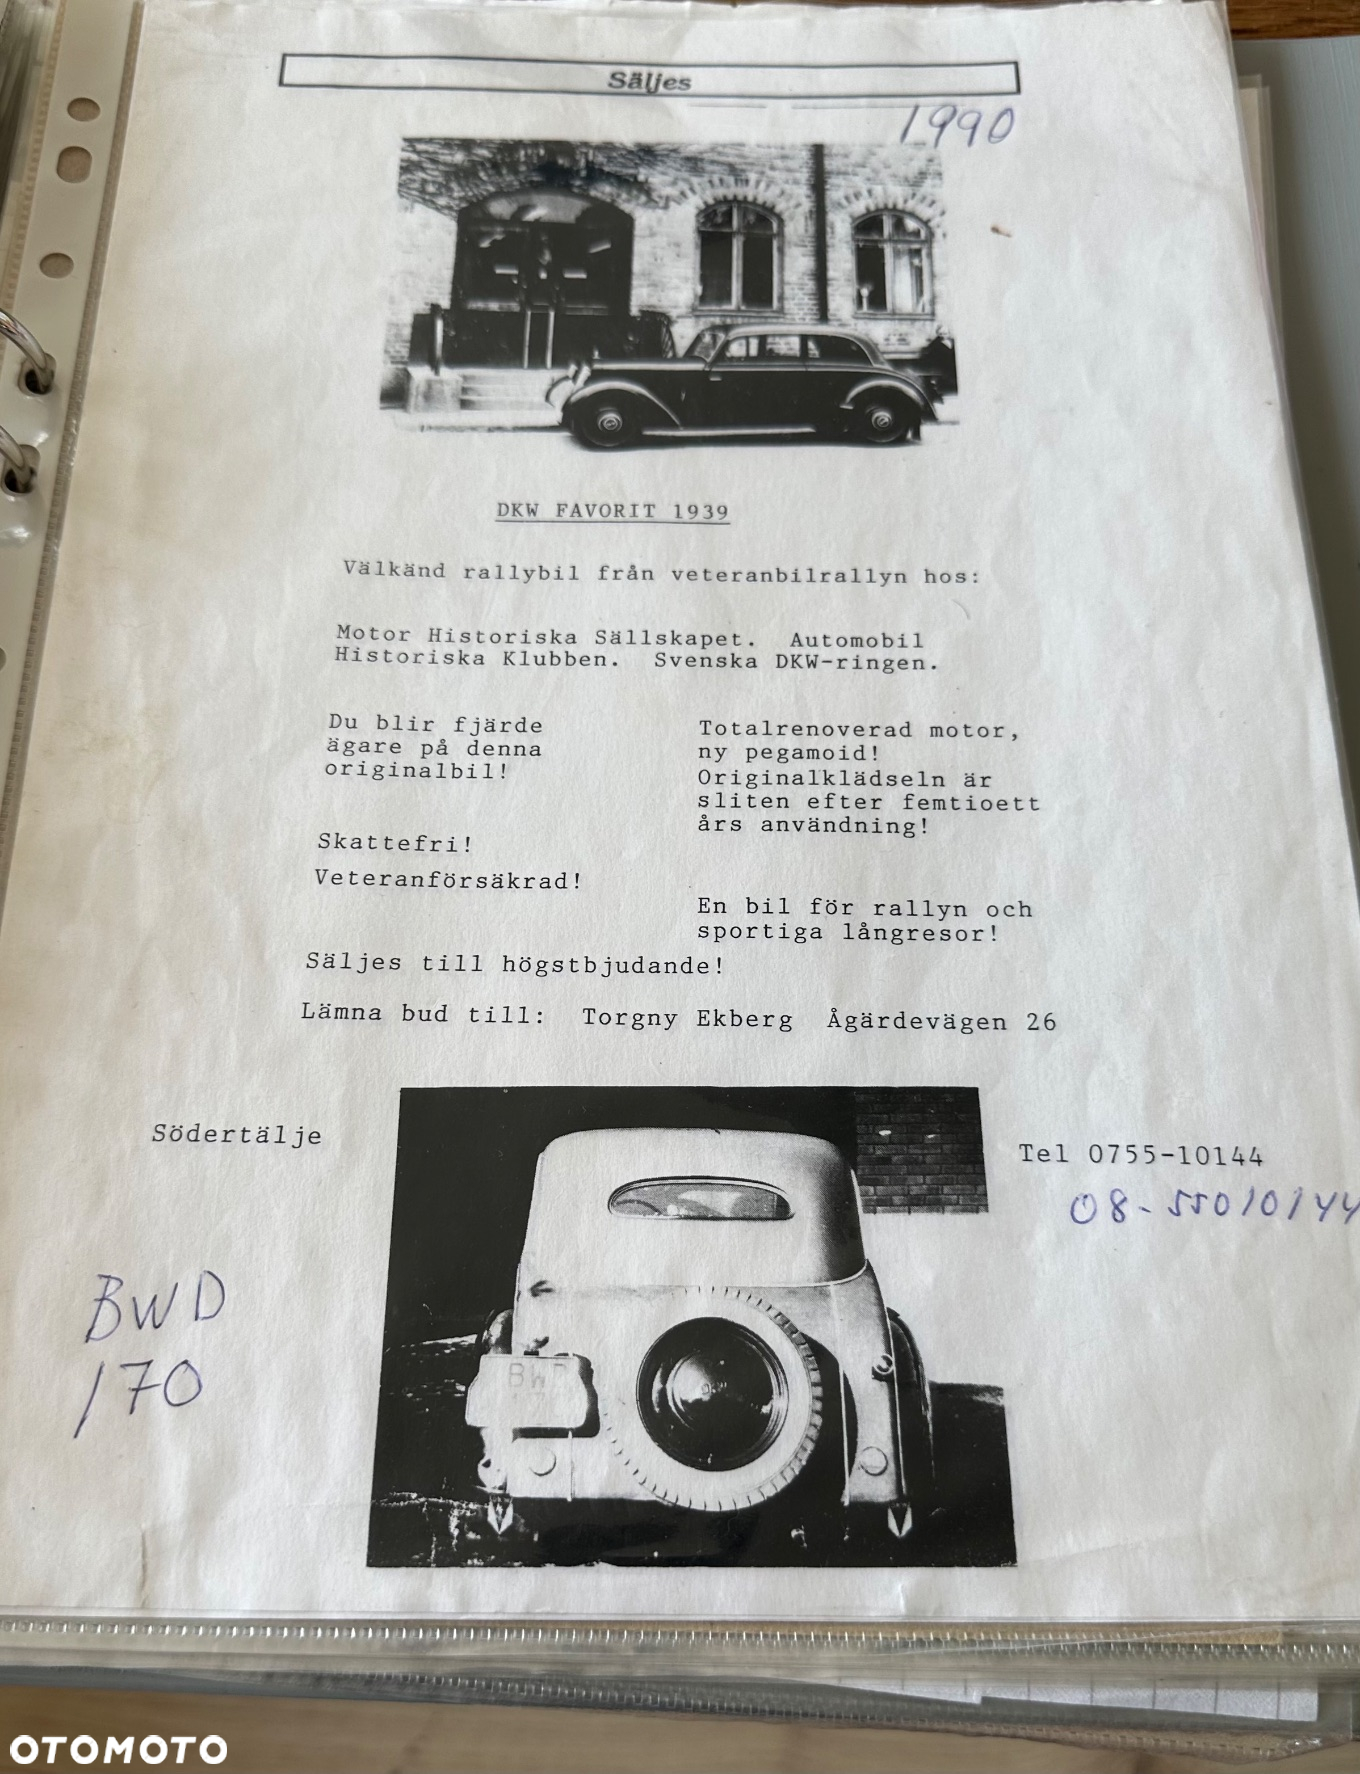 Säljes
1990
DKW FAVORIT 1939
Välkänd rallybil från veteranbilrallyn hos:
Motor Historiska Sällskapet. Automobil
Historiska Klubben. Svenska DKW-ringen.
Du blir fjärde
ägare på denna
originalbil!
Skattefri!
Veteranförsäkrad!
Totalrenoverad motor,
ny pegamoid!
Originalklädseln är
sliten efter femtioett
års användning!
En bil för rallyn och
sportiga långresor!
Säljes till högstbjudande!
Lämna bud till: Torgny Ekberg Ågärdevägen 26
Södertälje
Tel 0755-10144
08-55010144
BWD
170
BWD
17
OTOMOTO